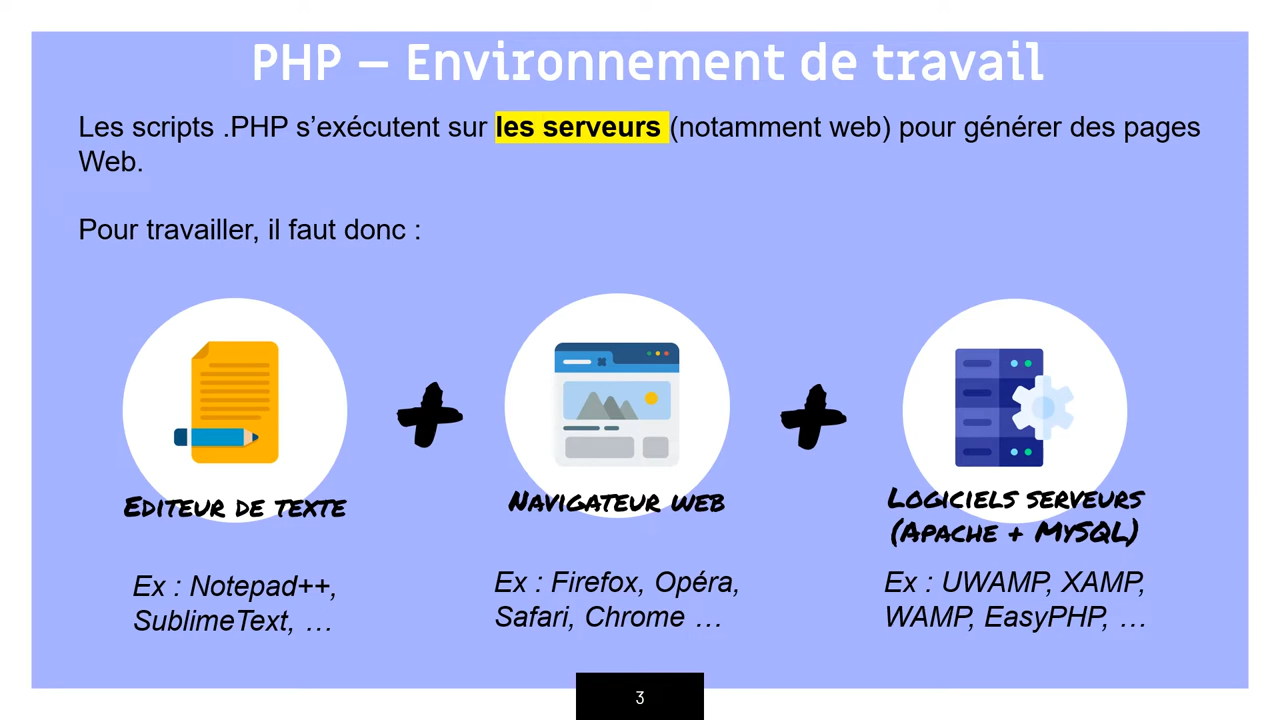 PHP – Environnement de travail
Les scripts .PHP s’exécutent sur les serveurs (notamment web) pour générer des pages
Web.
Pour travailler, il faut donc :
Editeur de texte
Ex : Notepad++,
SublimeText, …
Navigateur web
Ex : Firefox, Opéra,
Safari, Chrome …
Logiciels serveurs
(Apache + MySQL)
Ex : UWAMP, XAMP,
WAMP, EasyPHP, …
3